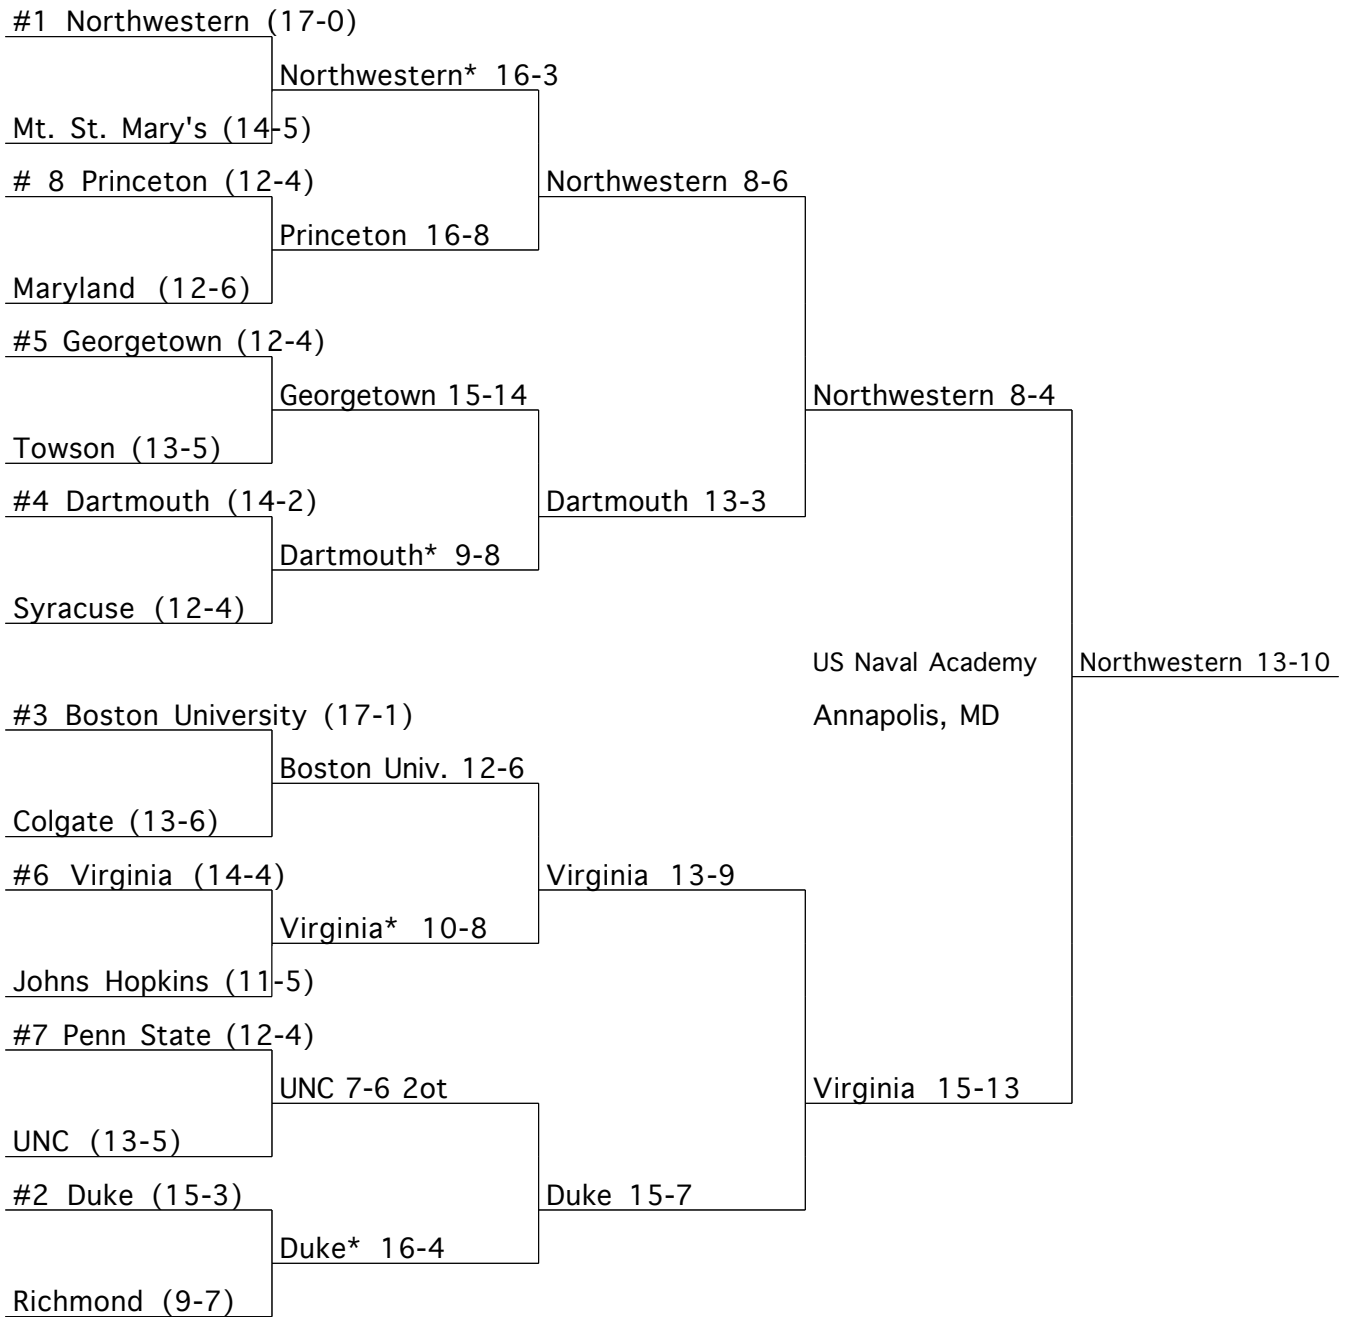 #1 Northwestern (17-0)
Northwestern* 16-3
Mt. St. Mary's (14-5)
# 8 Princeton (12-4)
Northwestern 8-6
Princeton 16-8
Maryland (12-6)
#5 Georgetown (12-4)
Georgetown 15-14
Northwestern 8-4
Towson (13-5)
#4 Dartmouth (14-2)
Dartmouth 13-3
Dartmouth* 9-8
Syracuse (12-4)
US Naval Academy
Northwestern 13-10
#3 Boston University (17-1)
Annapolis, MD
Boston Univ. 12-6
Colgate (13-6)
#6 Virginia (14-4)
Virginia 13-9
Virginia* 10-8
Johns Hopkins (11-5)
#7 Penn State (12-4)
UNC 7-6 2ot
Virginia 15-13
UNC (13-5)
#2 Duke (15-3)
Duke 15-7
Duke* 16-4
Richmond (9-7)